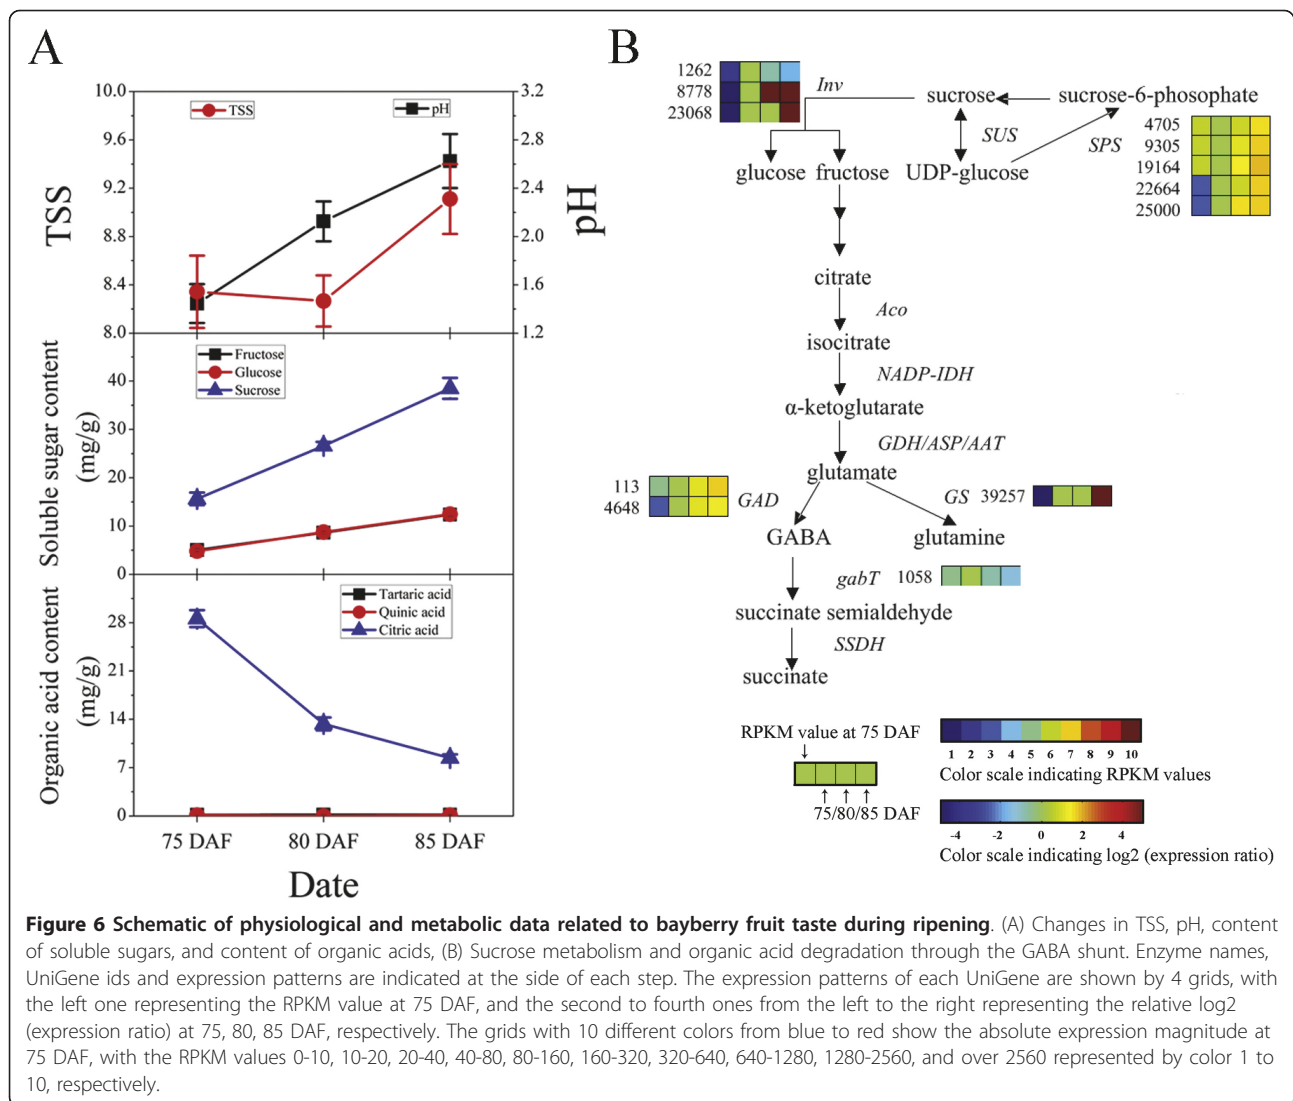 A
10.0
9.6
9.2
8.8
8.4
8.0
TSS
TSS
pH
3.2
2.8
2.4
2.0
1.6
1.2
pH
Soluble sugar content
(mg/g)
40
30
20
10
0
Fructose
Glucose
Sucrose
Organic acid content
(mg/g)
28
21
14
7
0
Tartaric acid
Quinic acid
Citric acid
75 DAF 80 DAF 85 DAF
Date
B
1262
8778
23068
Inv
sucrose
sucrose-6-phosophate
SUS
SPS
4705
9305
19164
22664
25000
glucose fructose UDP-glucose
citrate
Aco
isocitrate
NADP-IDH
α-ketoglutarate
GDH/ASP/AAT
glutamate
113
4648
GAD
GS 39257
GABA
glutamine
gabT 1058
succinate semialdehyde
SSDH
succinate
RPKM value at 75 DAF
75/80/85 DAF
1 2 3 4 5 6 7 8 9 10
Color scale indicating RPKM values
-4 -2 0 2 4
Color scale indicating log2 (expression ratio)
Figure 6 Schematic of physiological and metabolic data related to bayberry fruit taste during ripening. (A) Changes in TSS, pH, content
of soluble sugars, and content of organic acids, (B) Sucrose metabolism and organic acid degradation through the GABA shunt. Enzyme names,
UniGene ids and expression patterns are indicated at the side of each step. The expression patterns of each UniGene are shown by 4 grids, with
the left one representing the RPKM value at 75 DAF, and the second to fourth ones from the left to the right representing the relative log2
(expression ratio) at 75, 80, 85 DAF, respectively. The grids with 10 different colors from blue to red show the absolute expression magnitude at
75 DAF, with the RPKM values 0-10, 10-20, 20-40, 40-80, 80-160, 160-320, 320-640, 640-1280, 1280-2560, and over 2560 represented by color 1 to
10, respectively.